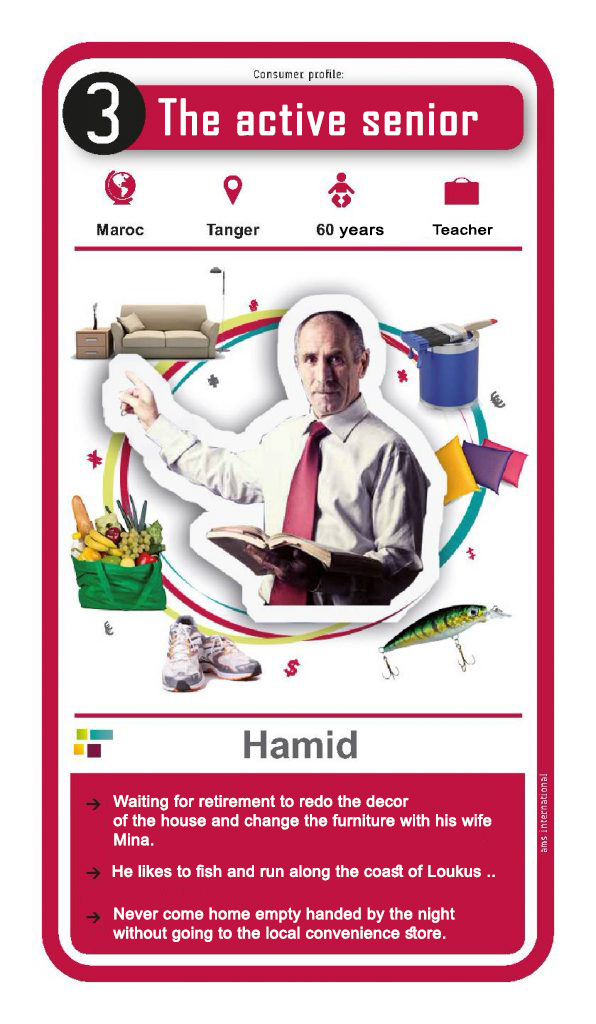 Consumer profile:
3
The active senior
Maroc
Tanger
60 years
Teacher
Hamid
Waiting for retirement to redo the decor
of the house and change the furniture with his wife
Mina.
He likes to fish and run along the coast of Loukus ..
Never come home empty handed by the night
without going to the local convenience store.
ams international